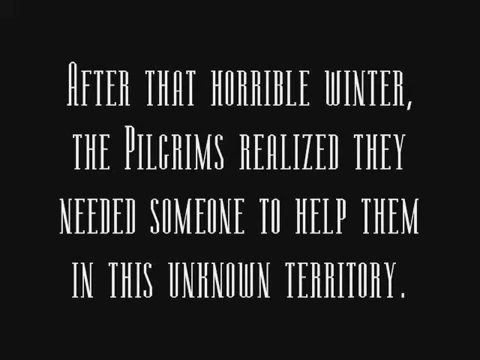 After that horrible winter,
the Pilgrims realized they
needed someone to help them
in this unknown territory.